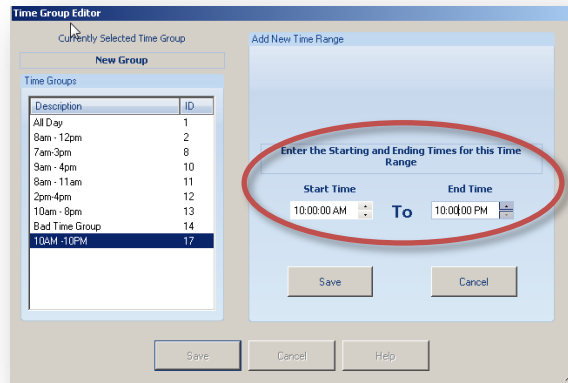 Time Group Editor
Currently Selected Time Group
New Group
Time Groups
Description ID
All Day 1
8am - 12pm 2
7am-3pm 8
9am - 4pm 10
8am - 11am 11
2pm-4pm 12
10am - 8pm 13
Bad Time Group 14
10AM -10PM 17
Add New Time Range
Enter the Starting and Ending Times for this Time
Range
Start Time End Time
10:00:00 AM To 10:00:00 PM
Save Cancel
Save Cancel Help